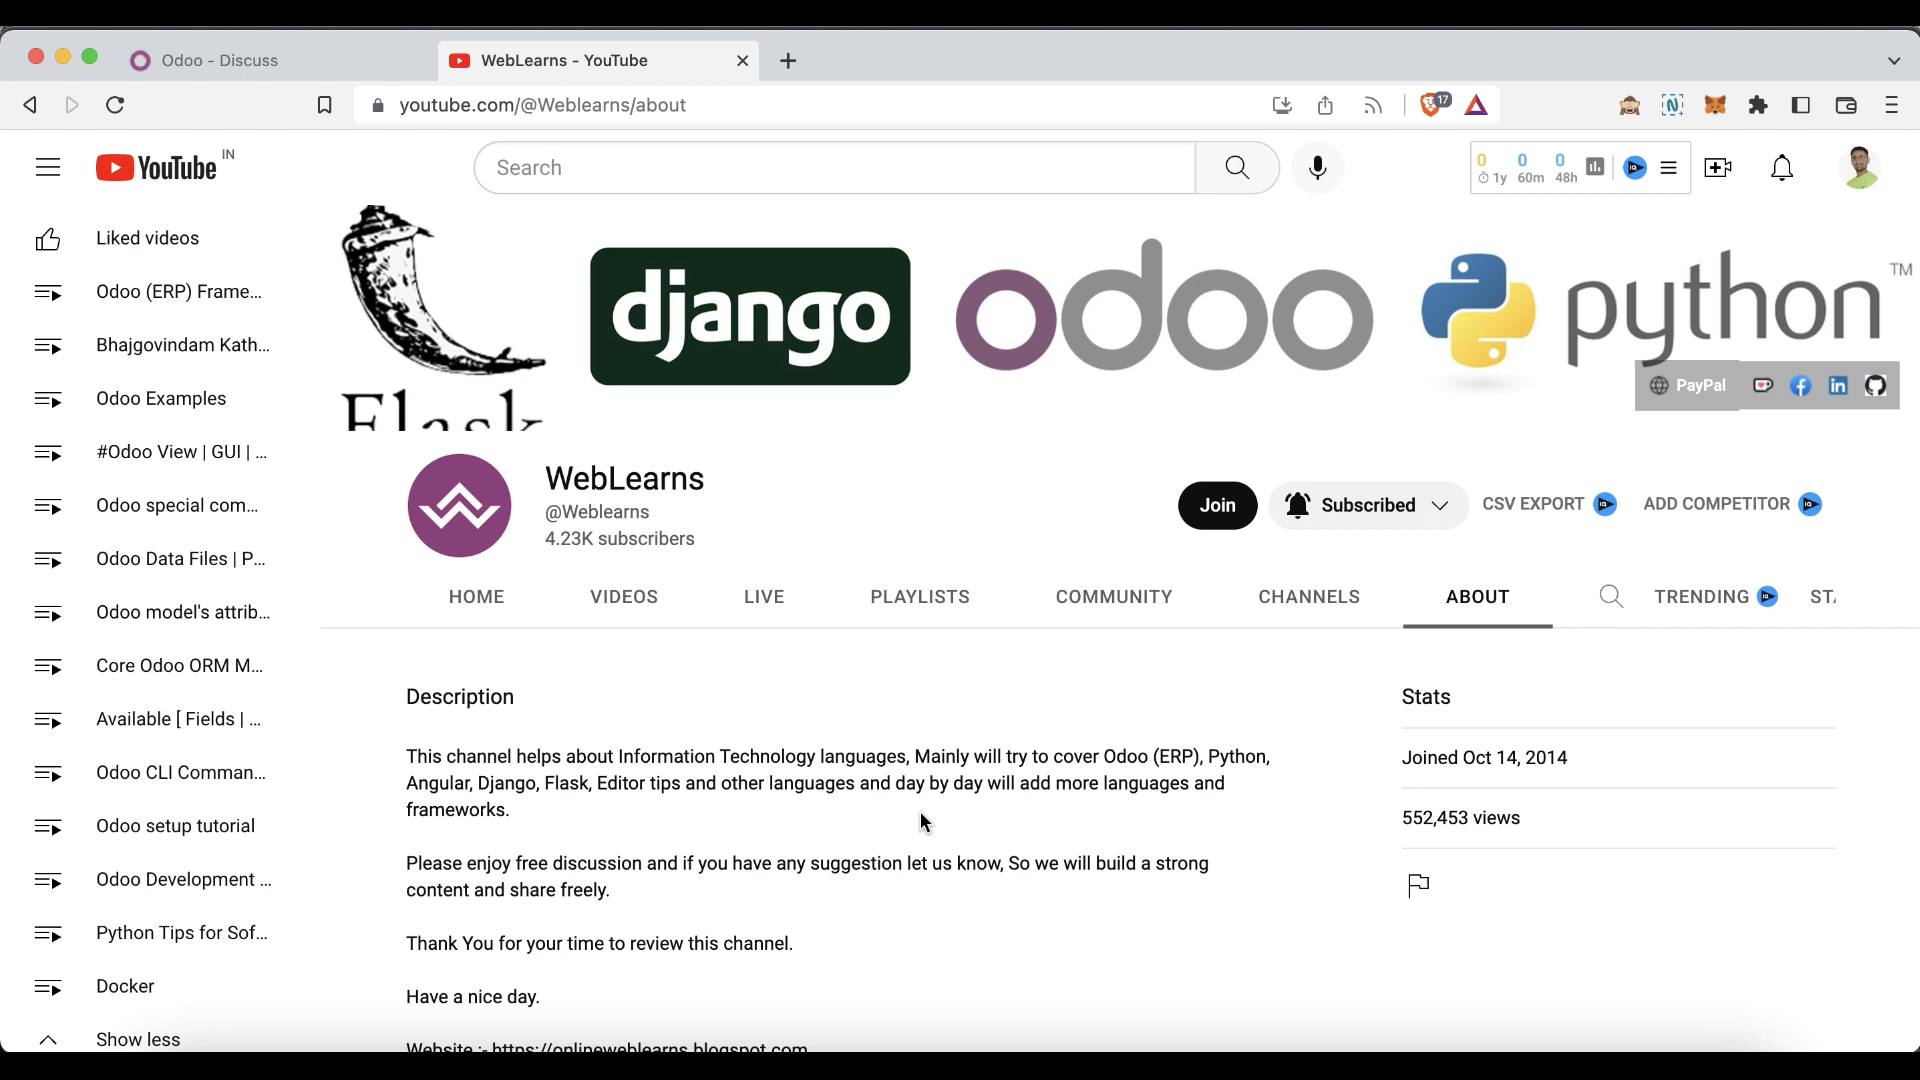 Odoo - Discuss
WebLearns - YouTube
youtube.com/@Weblearns/about
17
YouTube IN
Search
0 0 0
1y 60m 48h
Liked videos
Odoo (ERP) Frame...
Bhajgovindam Kath...
Odoo Examples
#Odoo View | GUI | ...
Odoo special com...
Odoo Data Files | P...
Odoo model's attrib...
Core Odoo ORM M...
Available [ Fields | ...
Odoo CLI Comman...
Odoo setup tutorial
Odoo Development ...
Python Tips for Sof...
Docker
Show less
Flask
django
odoo
python TM
PayPal
WebLearns
@Weblearns
4.23K subscribers
Join
Subscribed
CSV EXPORT
ADD COMPETITOR
HOME VIDEOS LIVE PLAYLISTS COMMUNITY CHANNELS ABOUT TRENDING STA
Description
This channel helps about Information Technology languages, Mainly will try to cover Odoo (ERP), Python,
Angular, Django, Flask, Editor tips and other languages and day by day will add more languages and
frameworks.
Please enjoy free discussion and if you have any suggestion let us know, So we will build a strong
content and share freely.
Thank You for your time to review this channel.
Have a nice day.
Website :- https://onlineweblearns.blogspot.com
Stats
Joined Oct 14, 2014
552,453 views